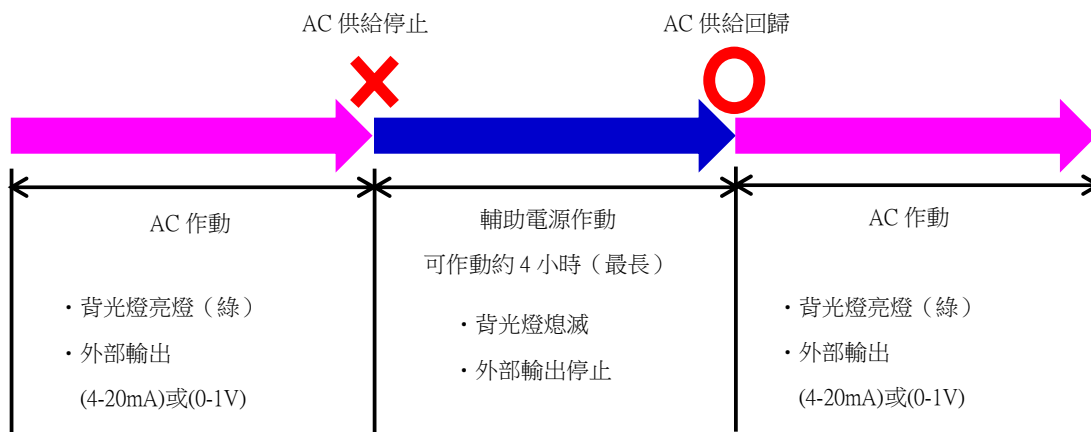 AC 供給停止
AC 供給回歸
AC 作動
・背光燈亮燈（綠）
・外部輸出
(4-20mA)或(0-1V)
輔助電源作動
可作動約 4 小時（最長）
・背光燈熄滅
・外部輸出停止
AC 作動
・背光燈亮燈（綠）
・外部輸出
(4-20mA)或(0-1V)